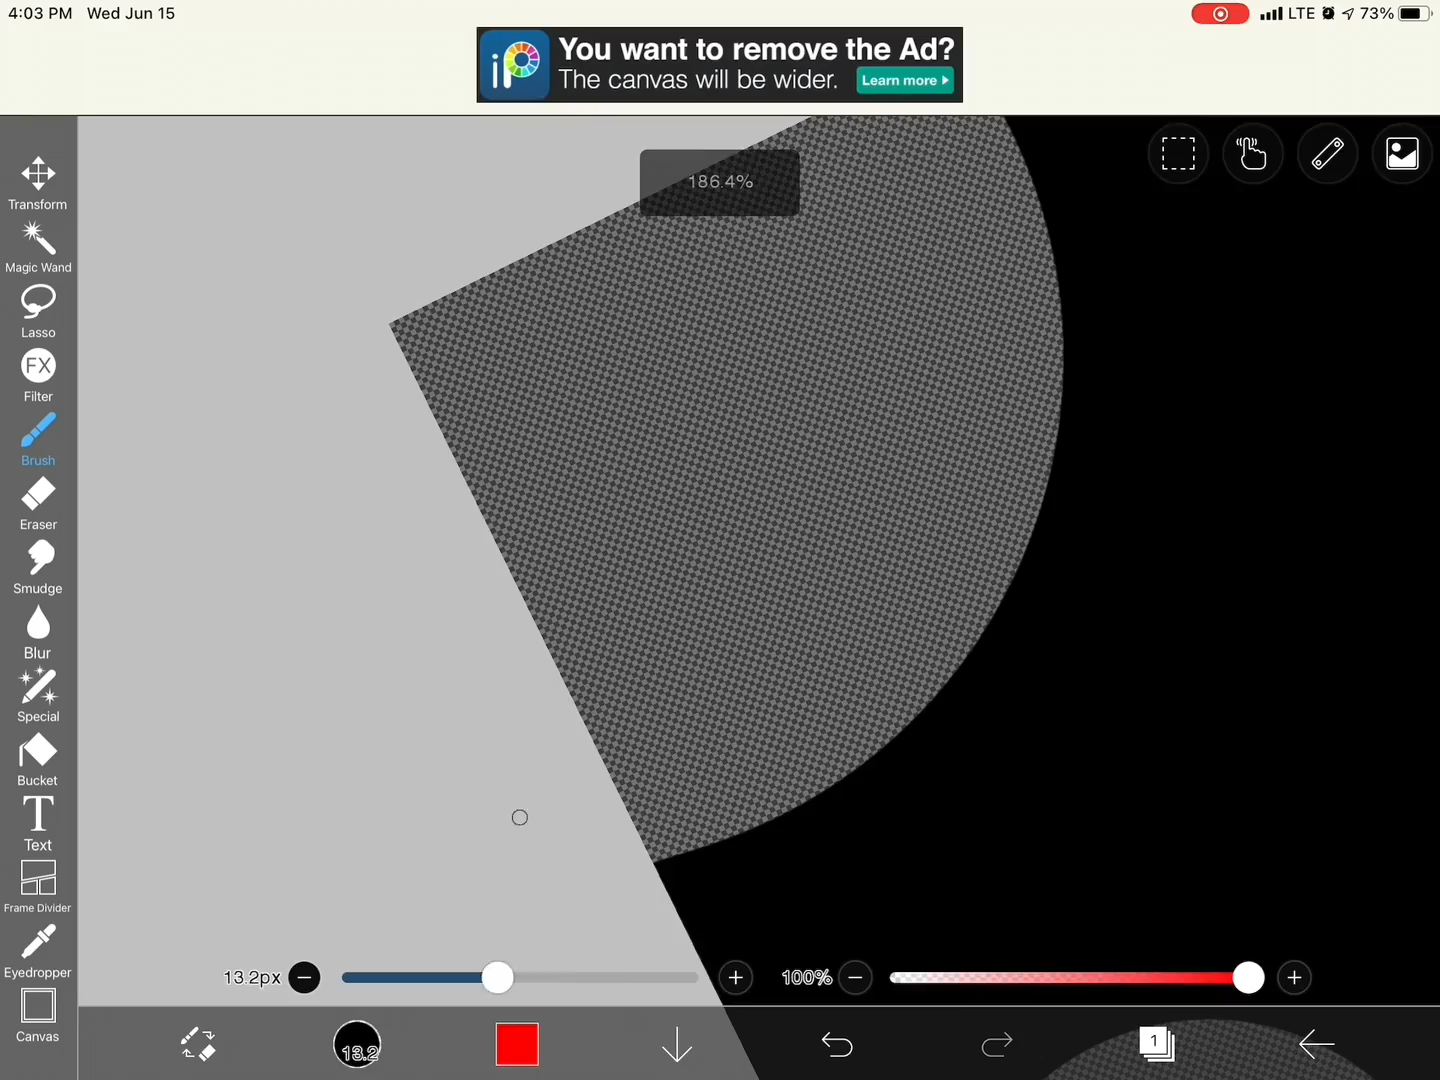 4:03 PM Wed Jun 15
LTE 73%
iP
You want to remove the Ad?
The canvas will be wider.
Learn more
186.4%
Transform
Magic Wand
Lasso
FX
Filter
Brush
Eraser
Smudge
Blur
Special
Bucket
T
Text
Frame Divider
Eyedropper
Canvas
13.2px
100%
13.2
1